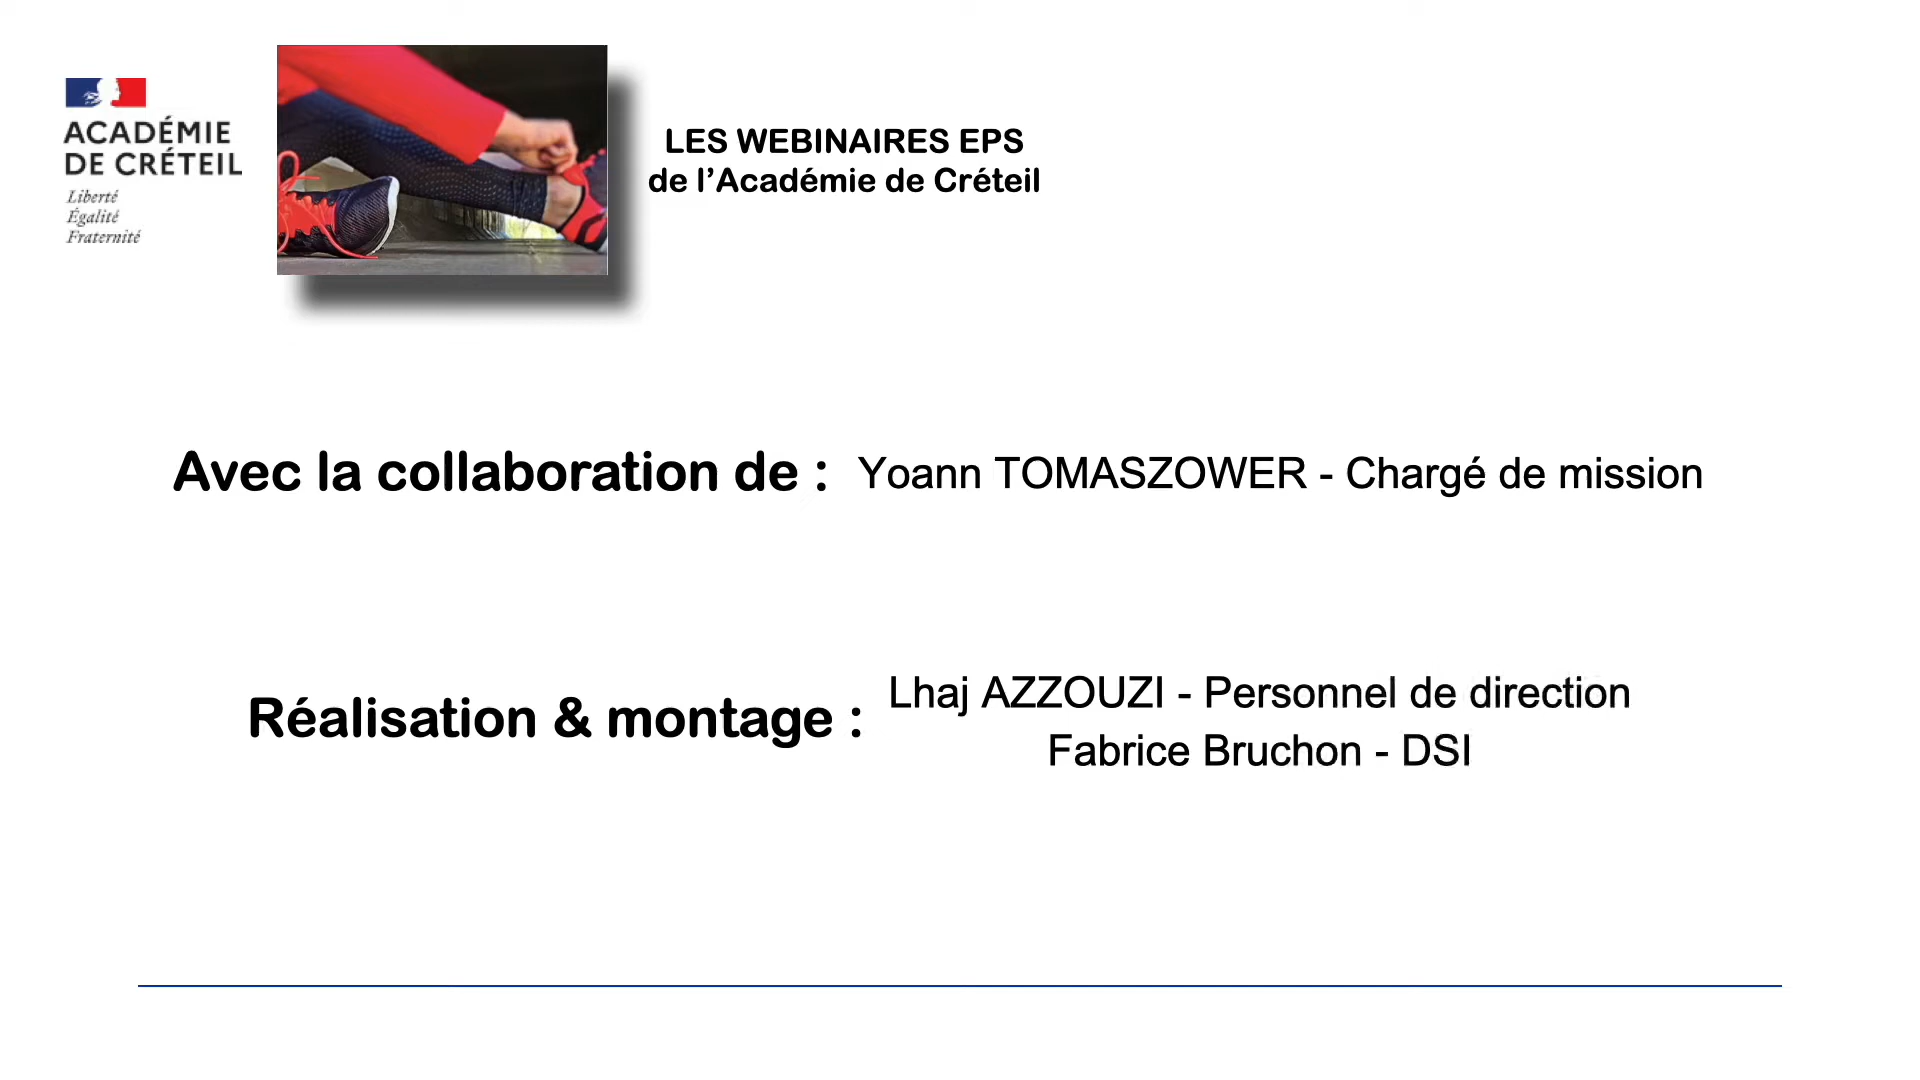 ACADÉMIE
DE CRÉTEIL
Liberté
Égalité
Fraternité
LES WEBINAIRES EPS
de l’Académie de Créteil
Avec la collaboration de : Yoann TOMASZOWER - Chargé de mission
Réalisation & montage :
Lhaj AZZOUZI - Personnel de direction
Fabrice Bruchon - DSI